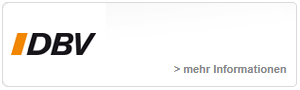 DBV
> mehr Informationen